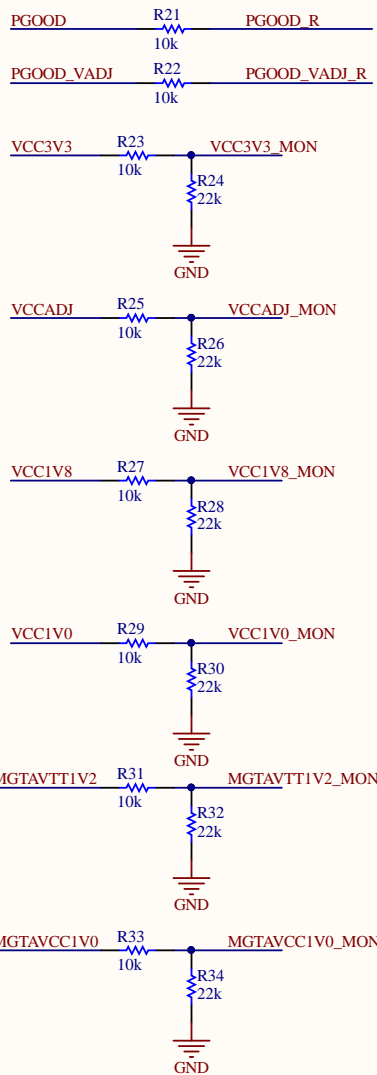 PGOOD R21 PGOOD_R
10k
PGOOD_VADJ R22 PGOOD_VADJ_R
10k
VCC3V3 R23 VCC3V3_MON
10k
R24
22k
GND
VCCADJ R25 VCCADJ_MON
10k
R26
22k
GND
VCC1V8 R27 VCC1V8_MON
10k
R28
22k
GND
VCC1V0 R29 VCC1V0_MON
10k
R30
22k
GND
MGTAVTT1V2 R31 MGTAVTT1V2_MON
10k
R32
22k
GND
MGTAVCC1V0 R33 MGTAVCC1V0_MON
10k
R34
22k
GND